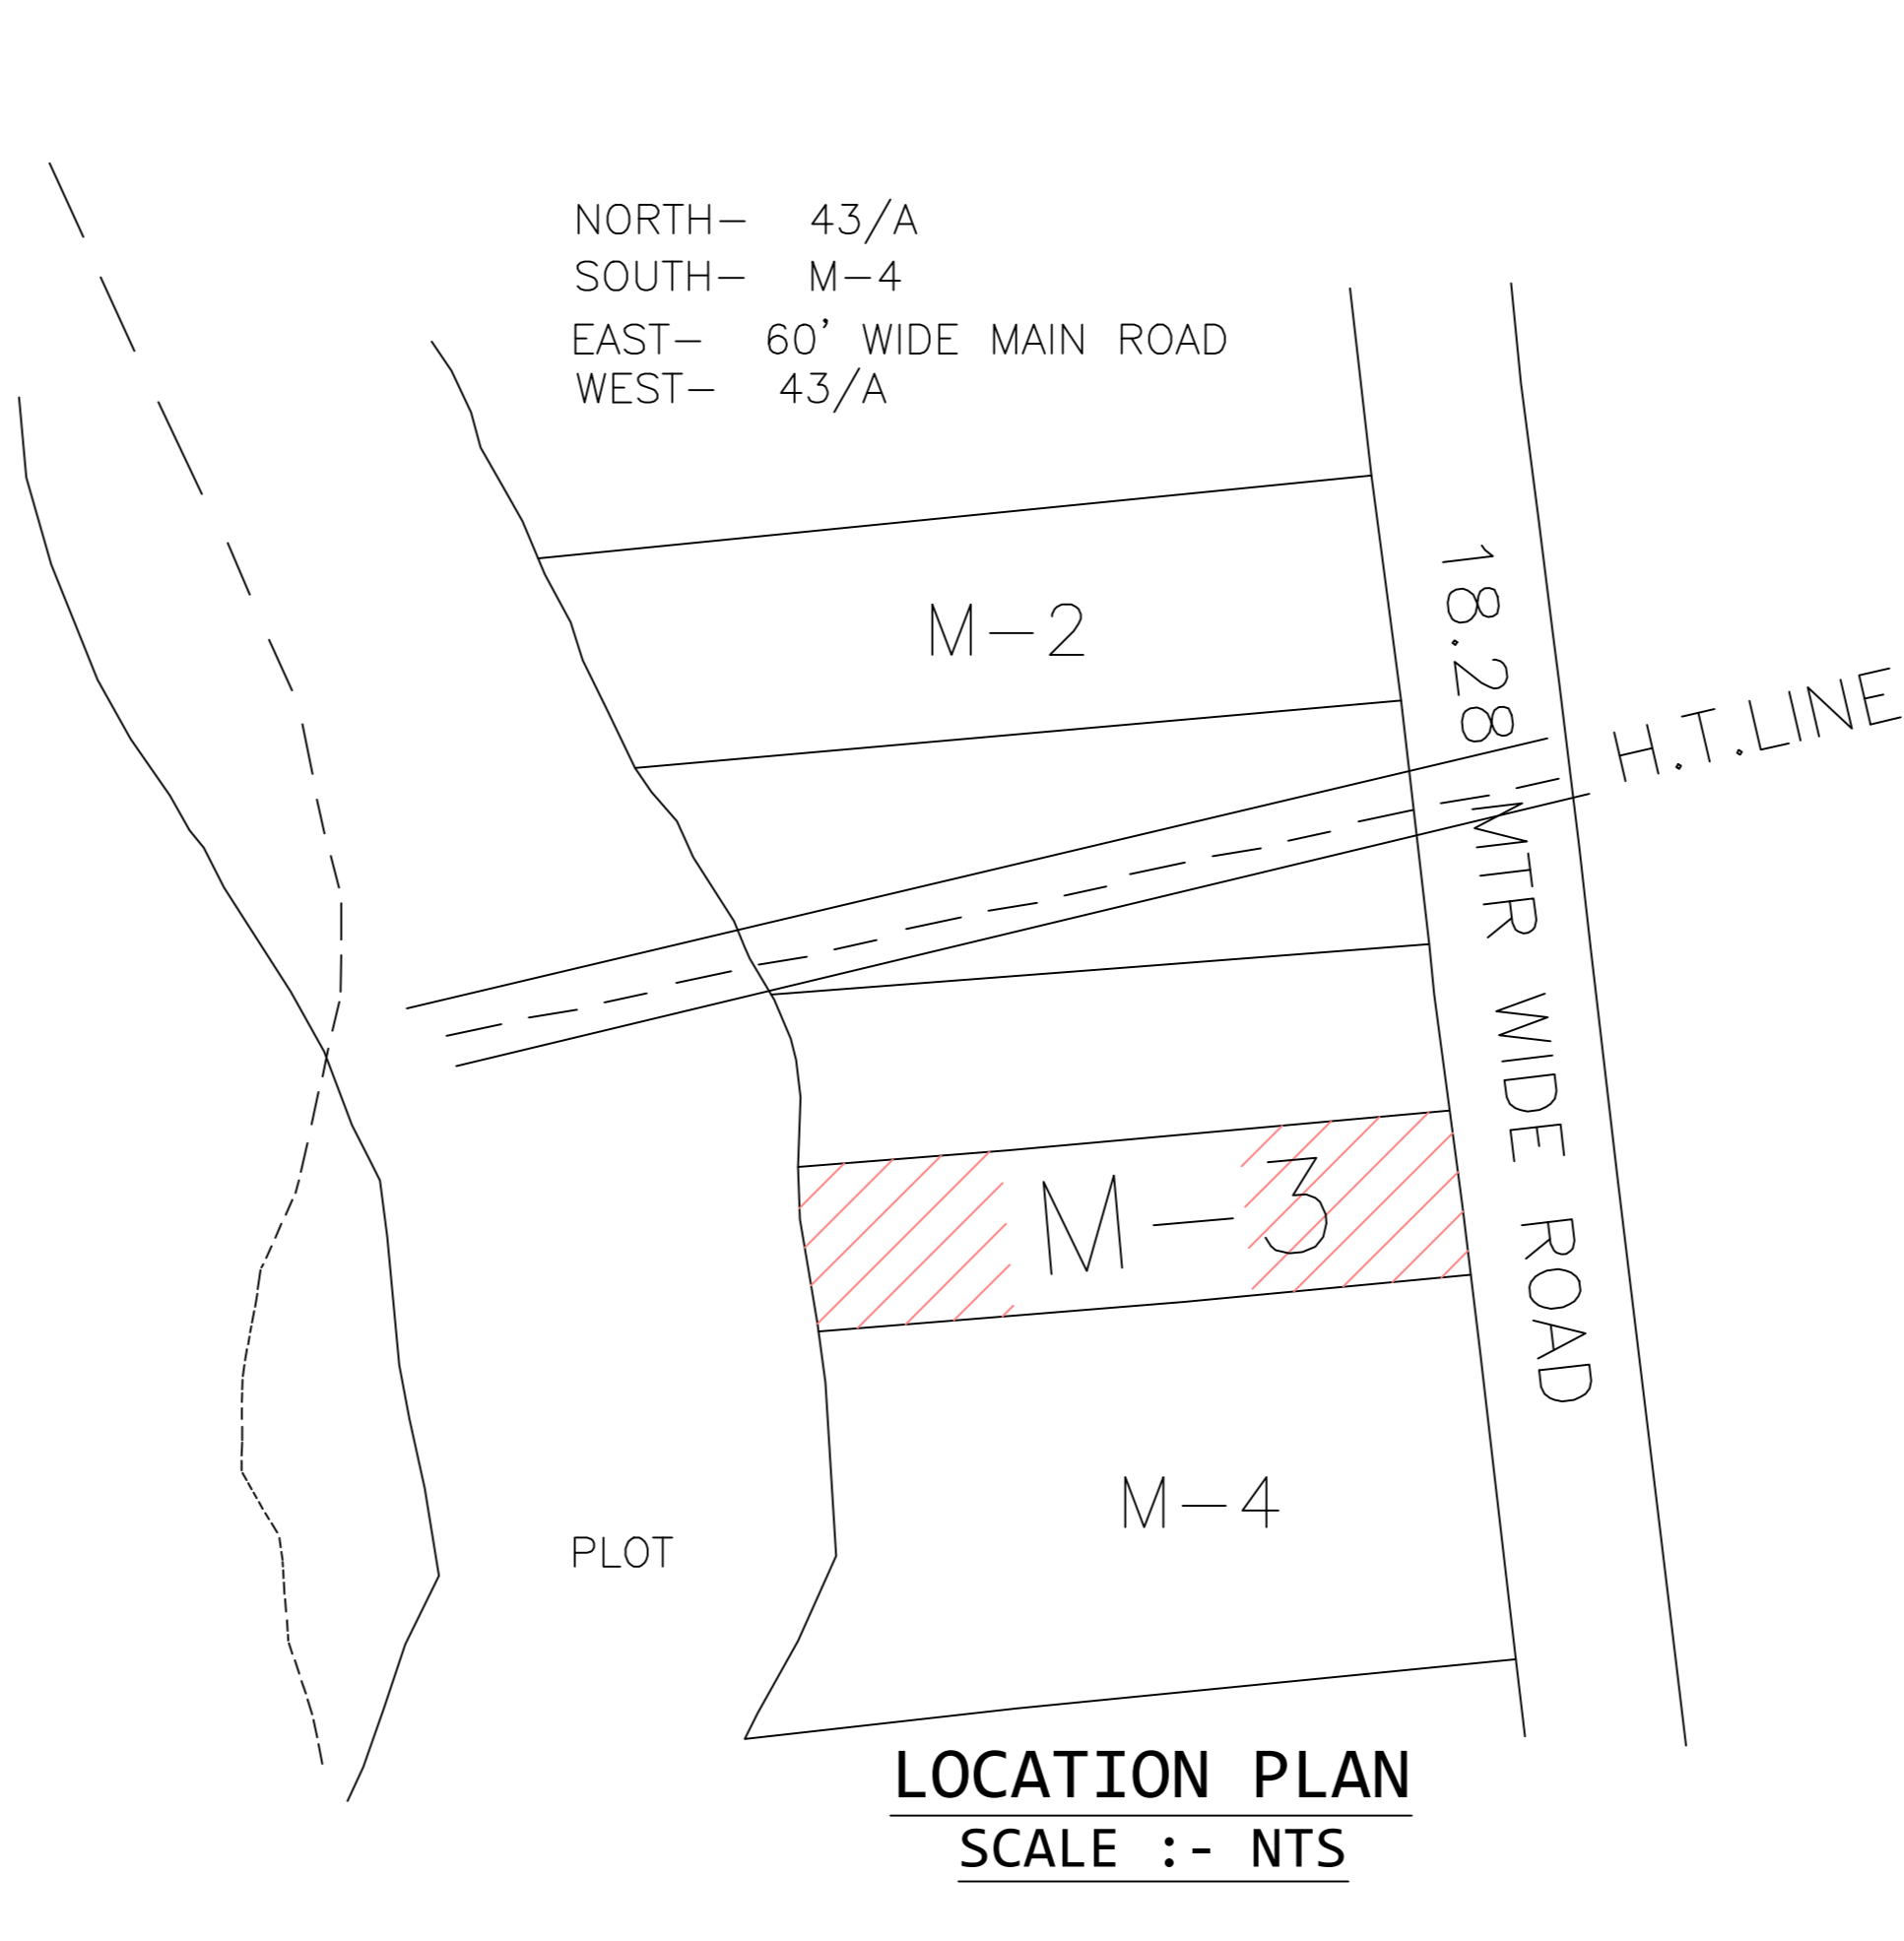 NORTH- 43/A
SOUTH- M-4
EAST- 60' WIDE MAIN ROAD
WEST- 43/A
M-2
18.28 MTR WIDE ROAD
H.T.LINE
M-3
M-4
PLOT
LOCATION PLAN
SCALE :- NTS